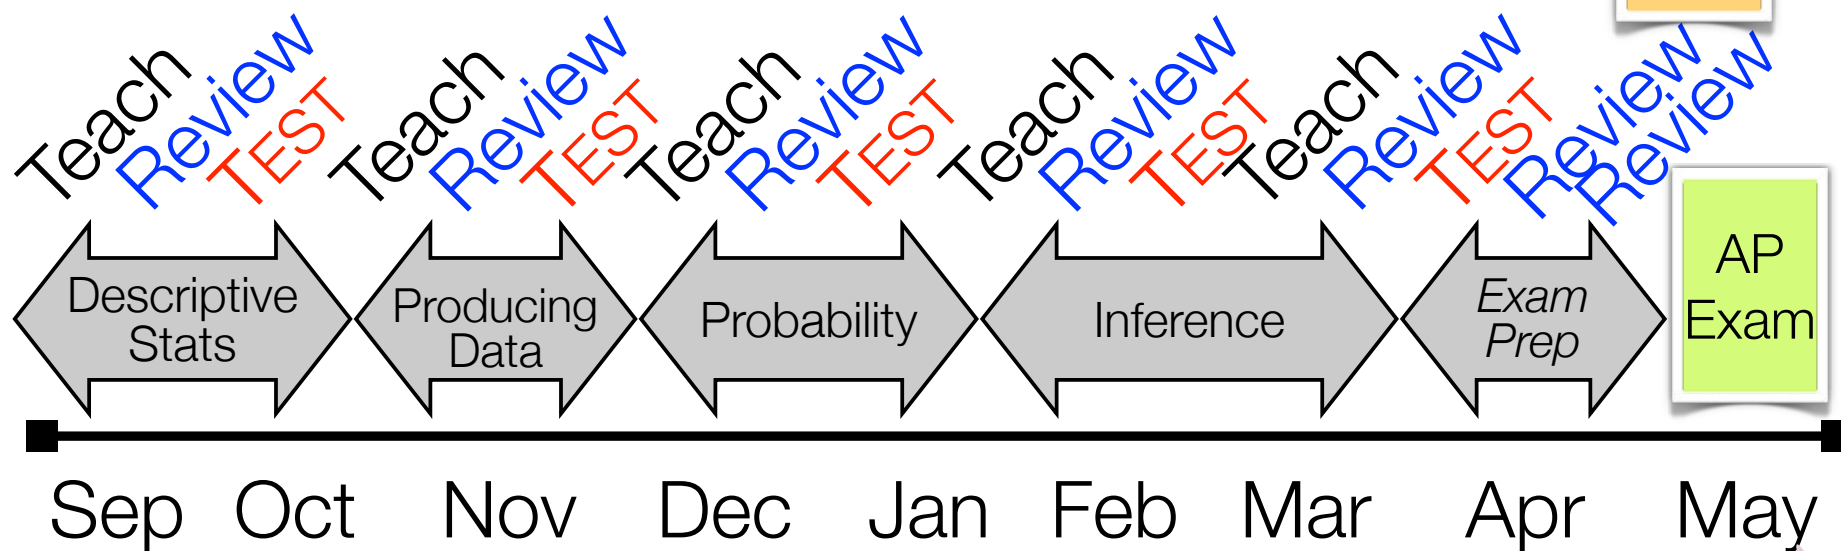 Teach
Review
TEST
Teach
Review
TEST
Teach
Review
TEST
Teach
Review
TEST
Teach
Review
TEST
Review
Review
Descriptive
Stats
Producing
Data
Probability
Inference
Exam
Prep
AP
Exam
Sep Oct Nov Dec Jan Feb Mar Apr May